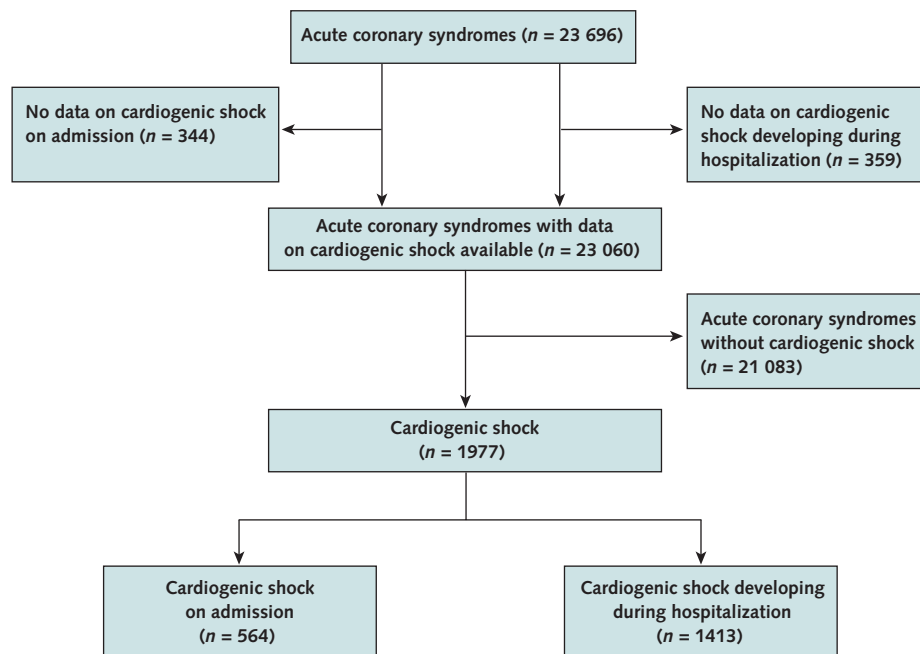 Acute coronary syndromes (n = 23 696)
No data on cardiogenic shock
on admission (n = 344)
No data on cardiogenic
shock developing during
hospitalization (n = 359)
Acute coronary syndromes with data
on cardiogenic shock available (n = 23 060)
Acute coronary syndromes
without cardiogenic shock
(n = 21 083)
Cardiogenic shock
(n = 1977)
Cardiogenic shock
on admission
(n = 564)
Cardiogenic shock developing
during hospitalization
(n = 1413)